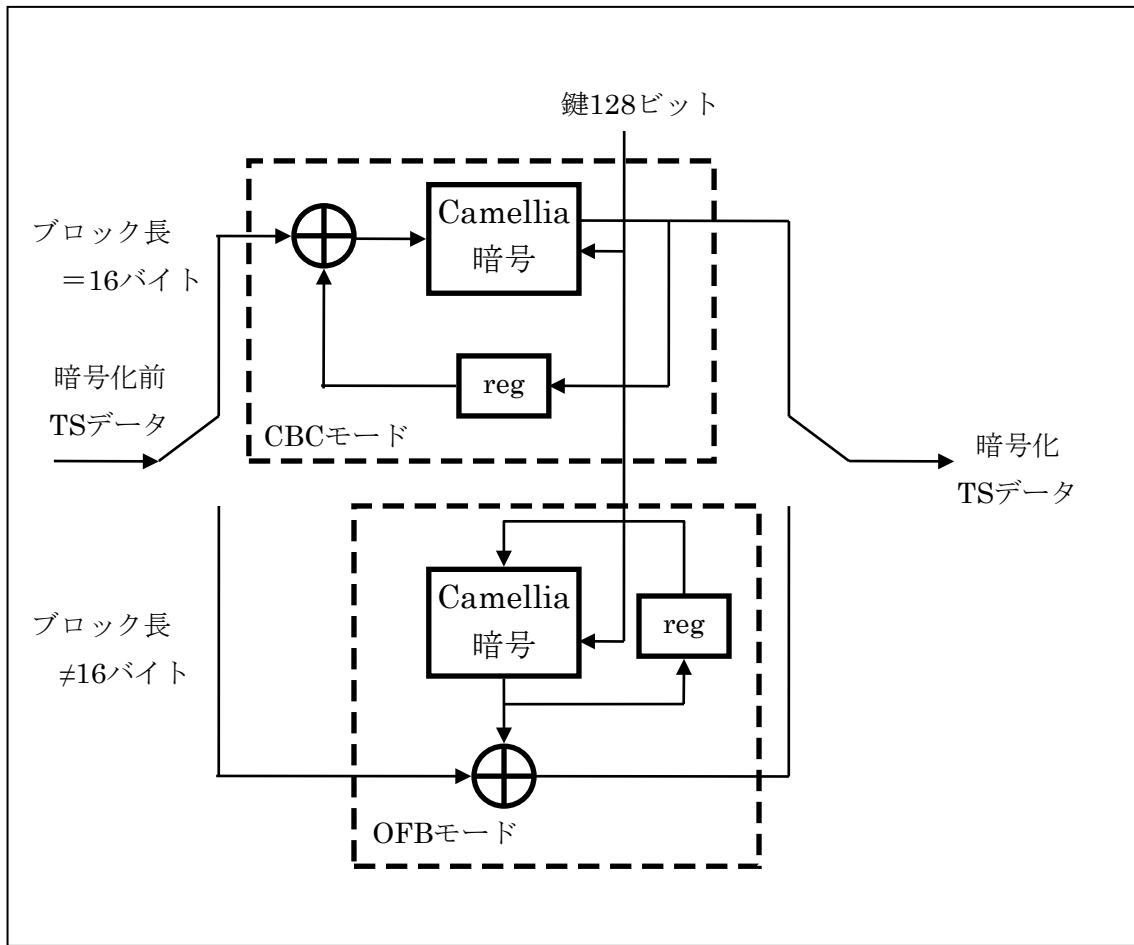 鍵128ビット
ブロック長
＝16バイト
Camellia
暗号
reg
CBCモード
暗号化前
TSデータ
暗号化
TSデータ
ブロック長
≠16バイト
Camellia
暗号
reg
OFBモード